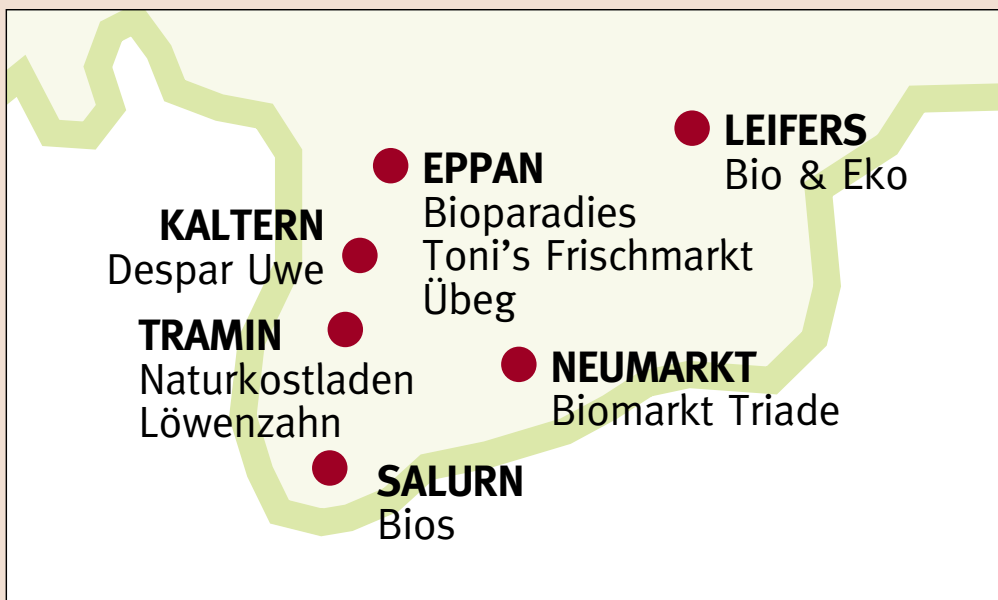 LEIFERS
Bio & Eko
EPPAN
Bioparadies
Toni's Frischmarkt
Übeg
KALTERN
Despar Uwe
TRAMIN
Naturkostladen
Löwenzahn
NEUMARKT
Biomarkt Triade
SALURN
Bios